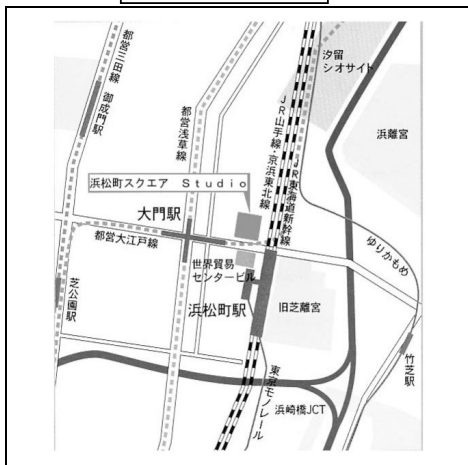 都営三田線
御成門駅
都営浅草線
JR山手線・京浜東北線
JR東海道新幹線
汐留
シオサイト
浜離宮
浜松町スクエア Studio
大門駅
都営大江戸線
世界貿易
センタービル
浜松町駅
旧芝離宮
ゆりかもめ
芝公園駅
竹芝駅
東京モノレール
浜崎橋JCT